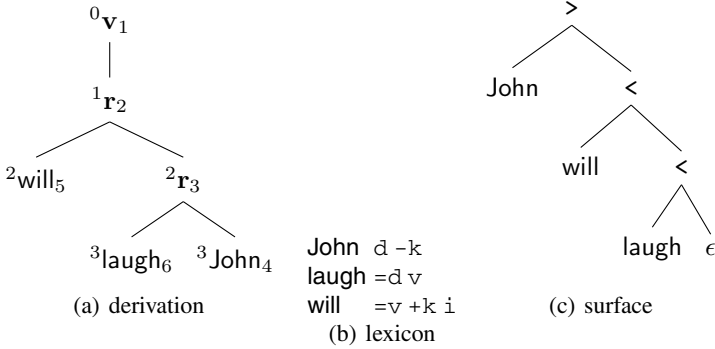 ⁰v₁
¹r₂
²will₅ ²r₃
³laugh₆ ³John₄
(a) derivation
John d -k
laugh =d v
will =v +k i
(b) lexicon
>
John <
will <
laugh ϵ
(c) surface